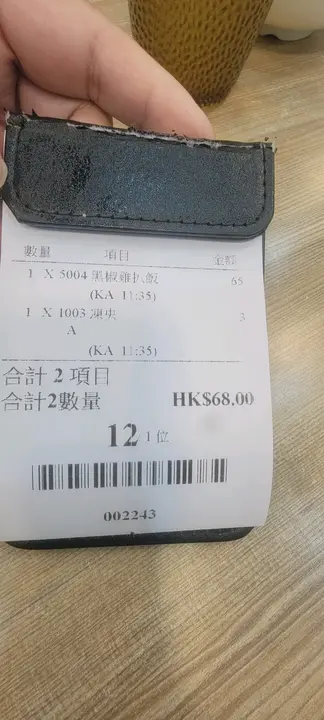 數量 項目 金額
1 X 5004 黑椒雞扒飯 65
(KA 11:35)
1 X 1003 凍央 3
A
(KA 11:35)
合計 2 項目
合計2數量 HK$68.00
12 1 位
002243